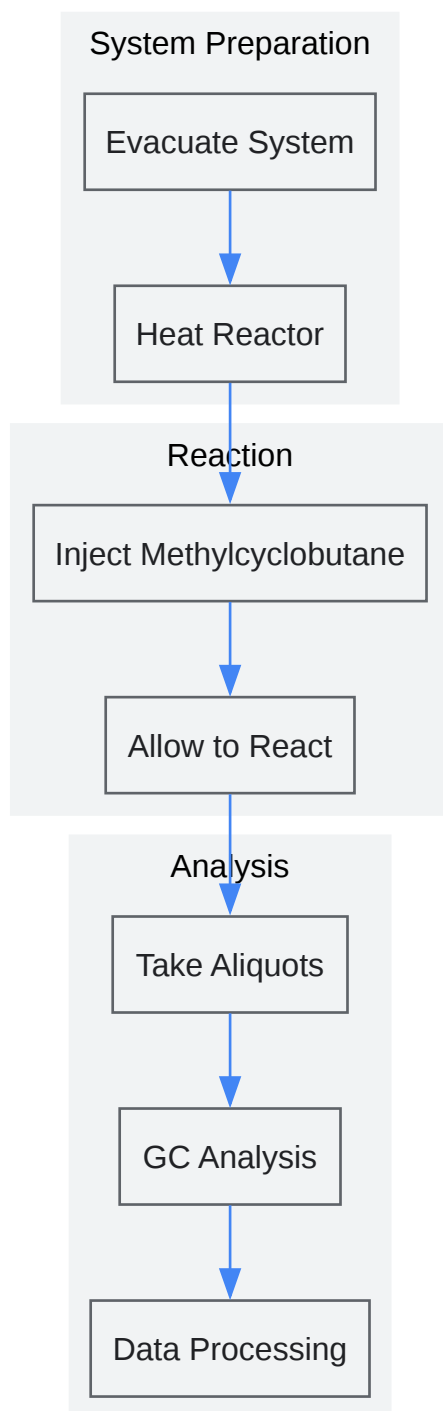 System Preparation
Evacuate System
Heat Reactor
Reaction
Inject Methylcyclobutane
Allow to React
Analysis
Take Aliquots
GC Analysis
Data Processing